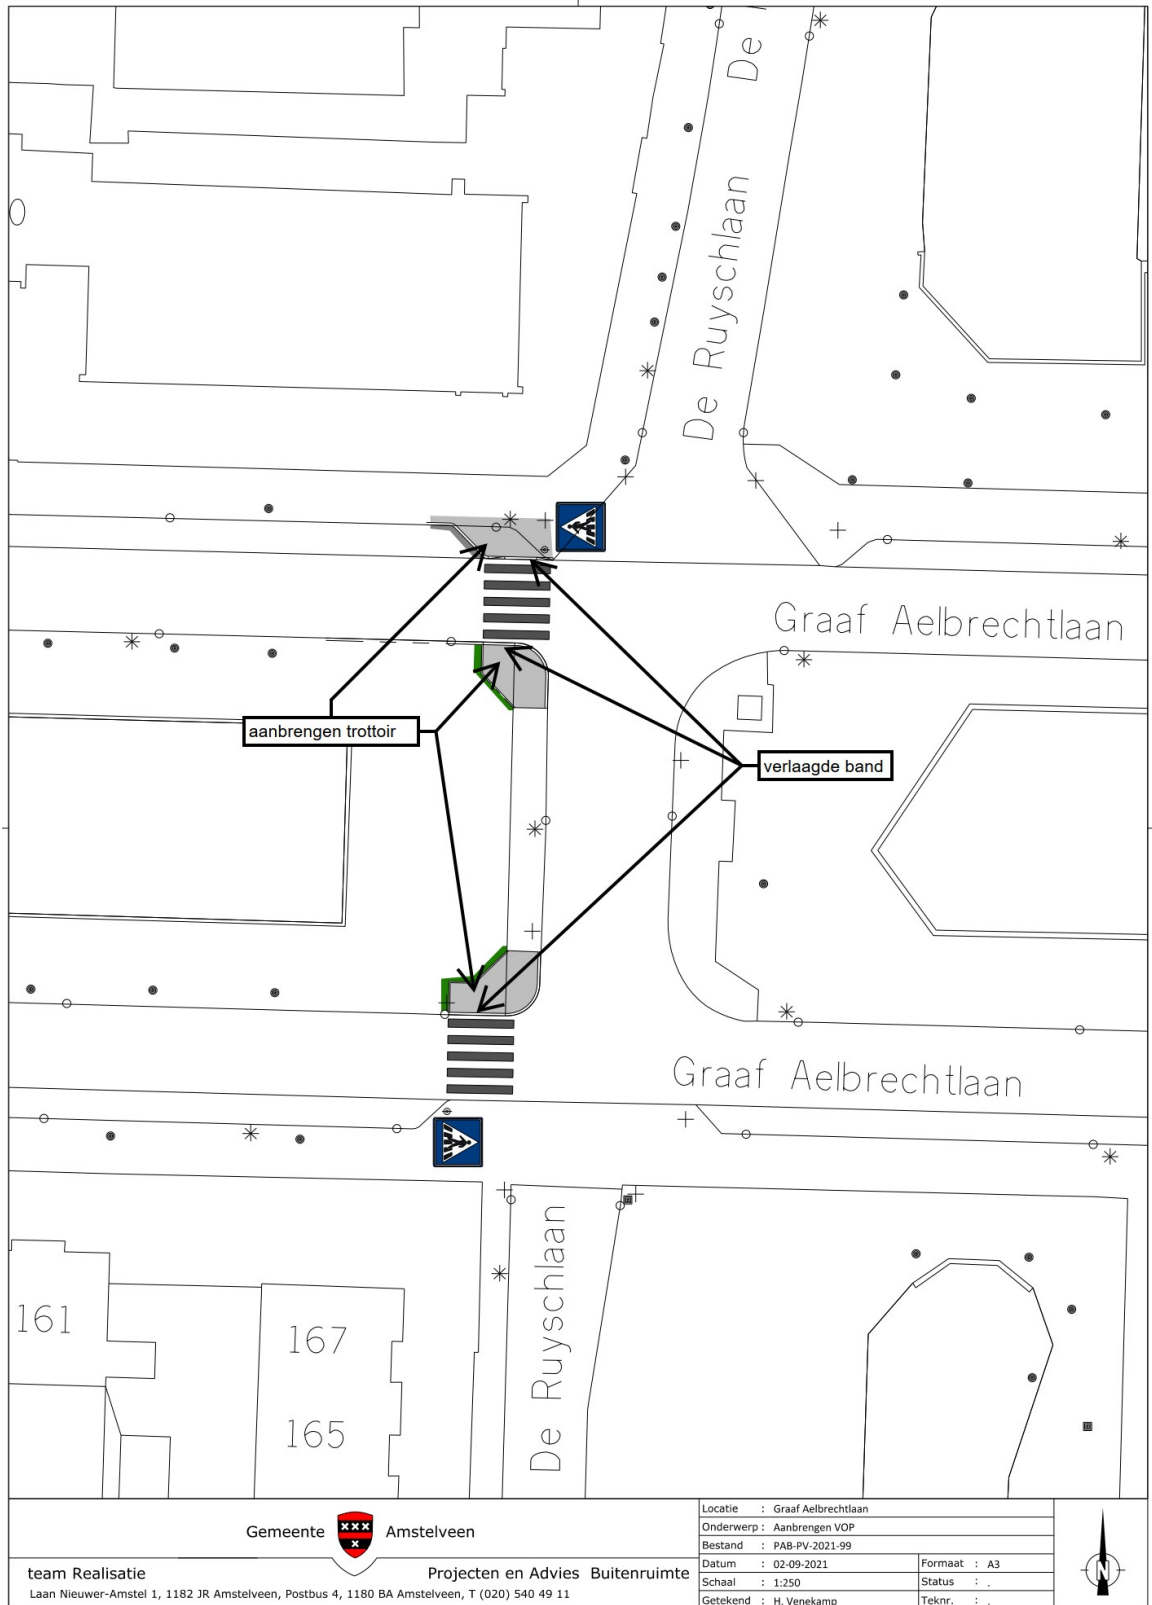 De
De Ruyschlaan
Graaf Aelbrechtlaan
aanbrengen trottoir
verlaagde band
Graaf Aelbrechtlaan
De Ruyschlaan
161
167
165
Gemeente Amstelveen
team Realisatie
Projecten en Advies Buitenruimte
Laan Nieuwer-Amstel 1, 1182 JR Amstelveen, Postbus 4, 1180 BA Amstelveen, T (020) 540 49 11
Locatie : Graaf Aelbrechtlaan
Onderwerp : Aanbrengen VOP
Bestand : PAB-PV-2021-99
Datum : 02-09-2021
Formaat : A3
Schaal : 1:250
Status : .
Getekend : H. Venekamp
Teknr. : .
N